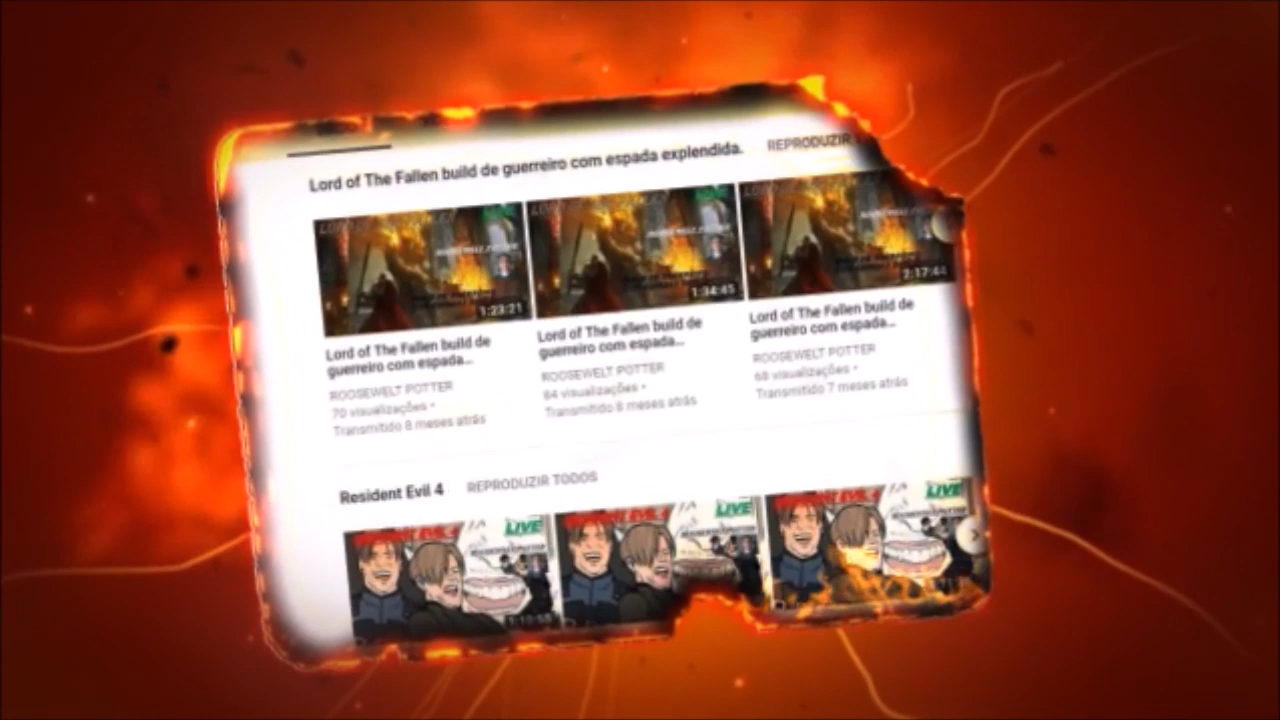 Lord of The Fallen build de guerreiro com espada explendida.
REPRODUZIR
1:23:21
1:34:45
2:17:44
Lord of The Fallen build de
guerreiro com espada...
ROOSEWELT POTTER
70 visualizações •
Transmitido há 8 meses atrás
Lord of The Fallen build de
guerreiro com espada...
ROOSEWELT POTTER
84 visualizações •
Transmitido 8 meses atrás
Lord of The Fallen build de
guerreiro com espada...
ROOSEWELT POTTER
68 visualizações •
Transmitido 7 meses atrás
Resident Evil 4
REPRODUZIR TODOS
LIVE
LIVE
LIVE